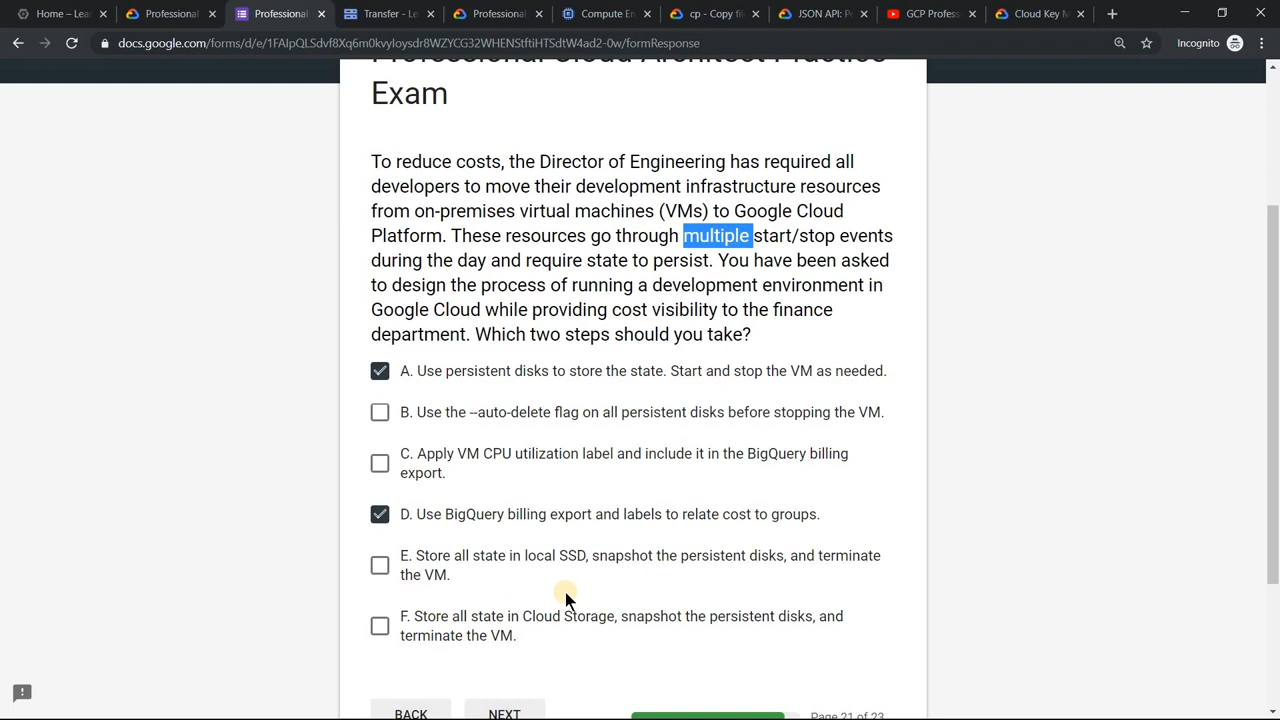 Home – Lea
Professional
Professional
Transfer - Le
Professional
Compute En
cp - Copy fil
JSON API: P
GCP Profess
Cloud Key M
docs.google.com/forms/d/e/1FAIpQLSdvf8Xq6m0kvyloysdr8WZYCG32WHENStftiHTSdtW4ad2-0w/formResponse
Incognito
Professional Cloud Architect Practice
Exam
To reduce costs, the Director of Engineering has required all
developers to move their development infrastructure resources
from on-premises virtual machines (VMs) to Google Cloud
Platform. These resources go through multiple start/stop events
during the day and require state to persist. You have been asked
to design the process of running a development environment in
Google Cloud while providing cost visibility to the finance
department. Which two steps should you take?
A. Use persistent disks to store the state. Start and stop the VM as needed.
B. Use the --auto-delete flag on all persistent disks before stopping the VM.
C. Apply VM CPU utilization label and include it in the BigQuery billing
export.
D. Use BigQuery billing export and labels to relate cost to groups.
E. Store all state in local SSD, snapshot the persistent disks, and terminate
the VM.
F. Store all state in Cloud Storage, snapshot the persistent disks, and
terminate the VM.
BACK
NEXT
Page 21 of 23